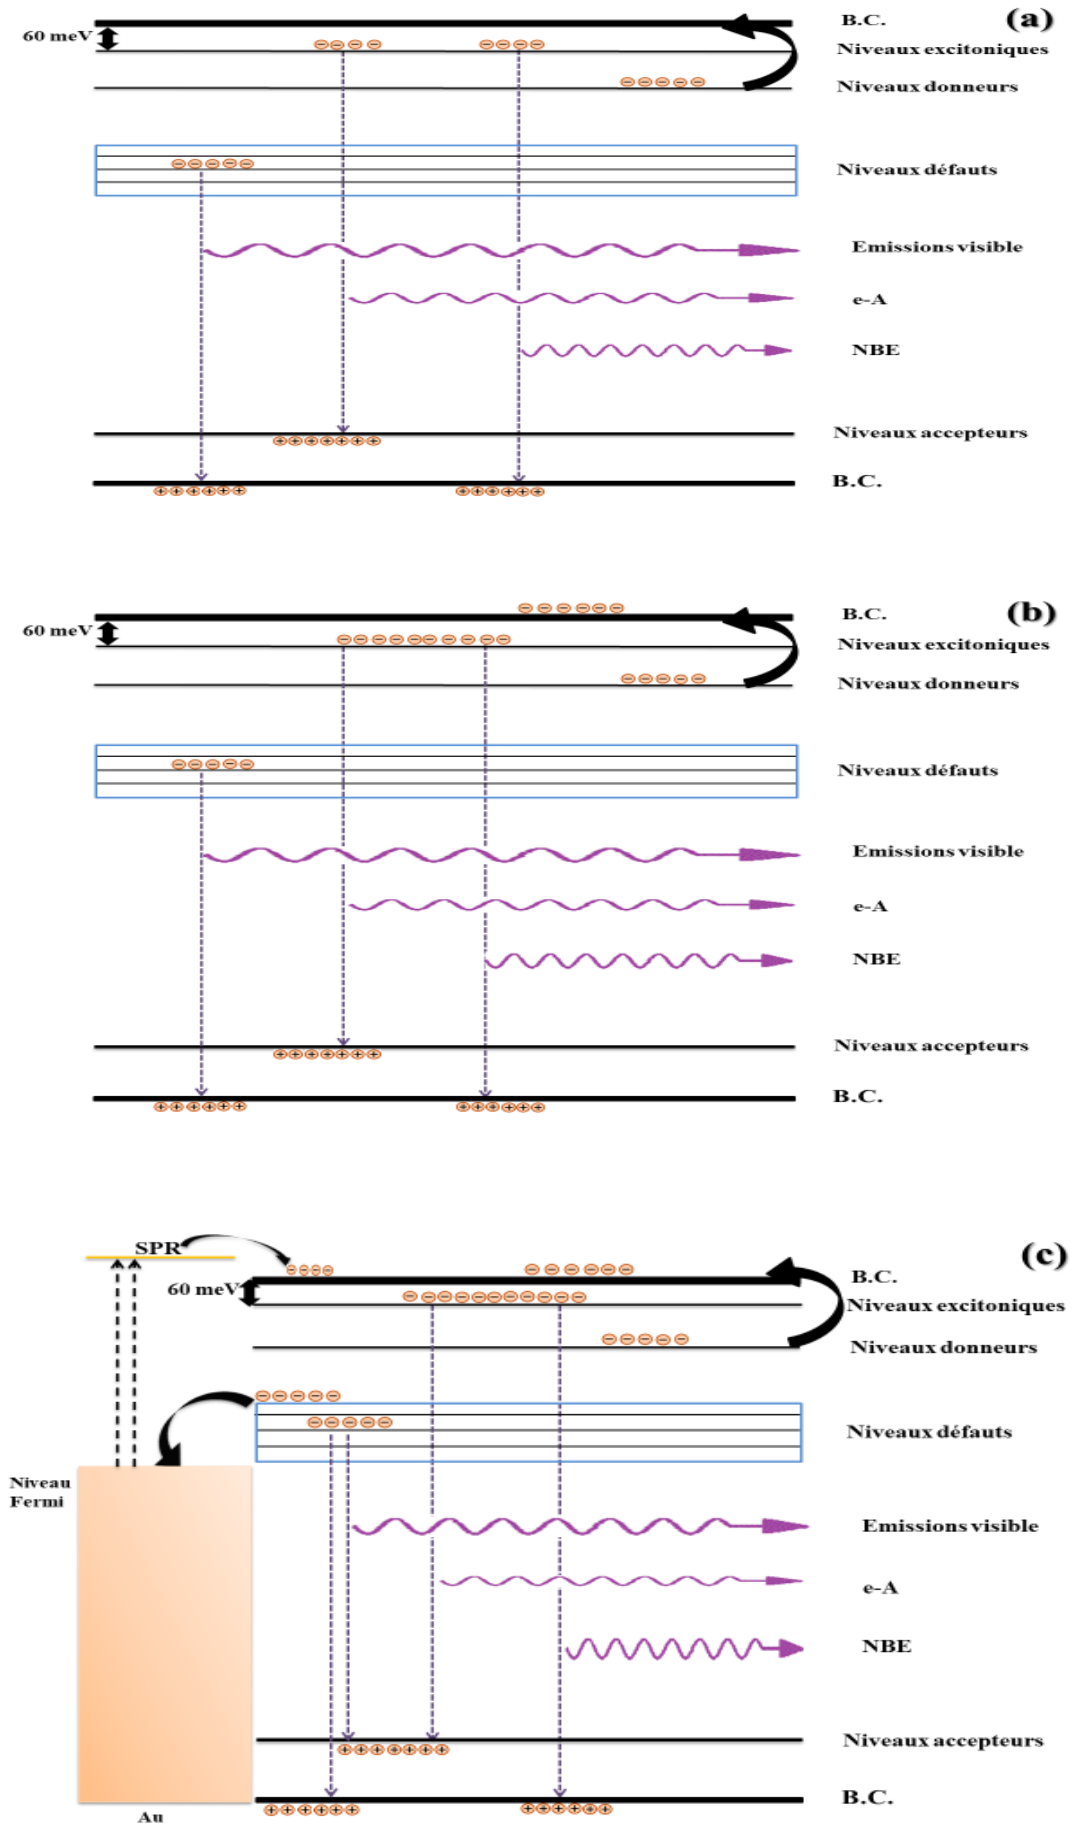 (a)
B.C.
60 meV
Niveaux excitoniques
Niveaux donneurs
Niveaux défauts
Emissions visible
e-A
NBE
Niveaux accepteurs
B.C.
(b)
B.C.
60 meV
Niveaux excitoniques
Niveaux donneurs
Niveaux défauts
Emissions visible
e-A
NBE
Niveaux accepteurs
B.C.
(c)
SPR
B.C.
60 meV
Niveaux excitoniques
Niveaux donneurs
Niveaux défauts
Niveau
Fermi
Emissions visible
e-A
NBE
Niveaux accepteurs
B.C.
Au